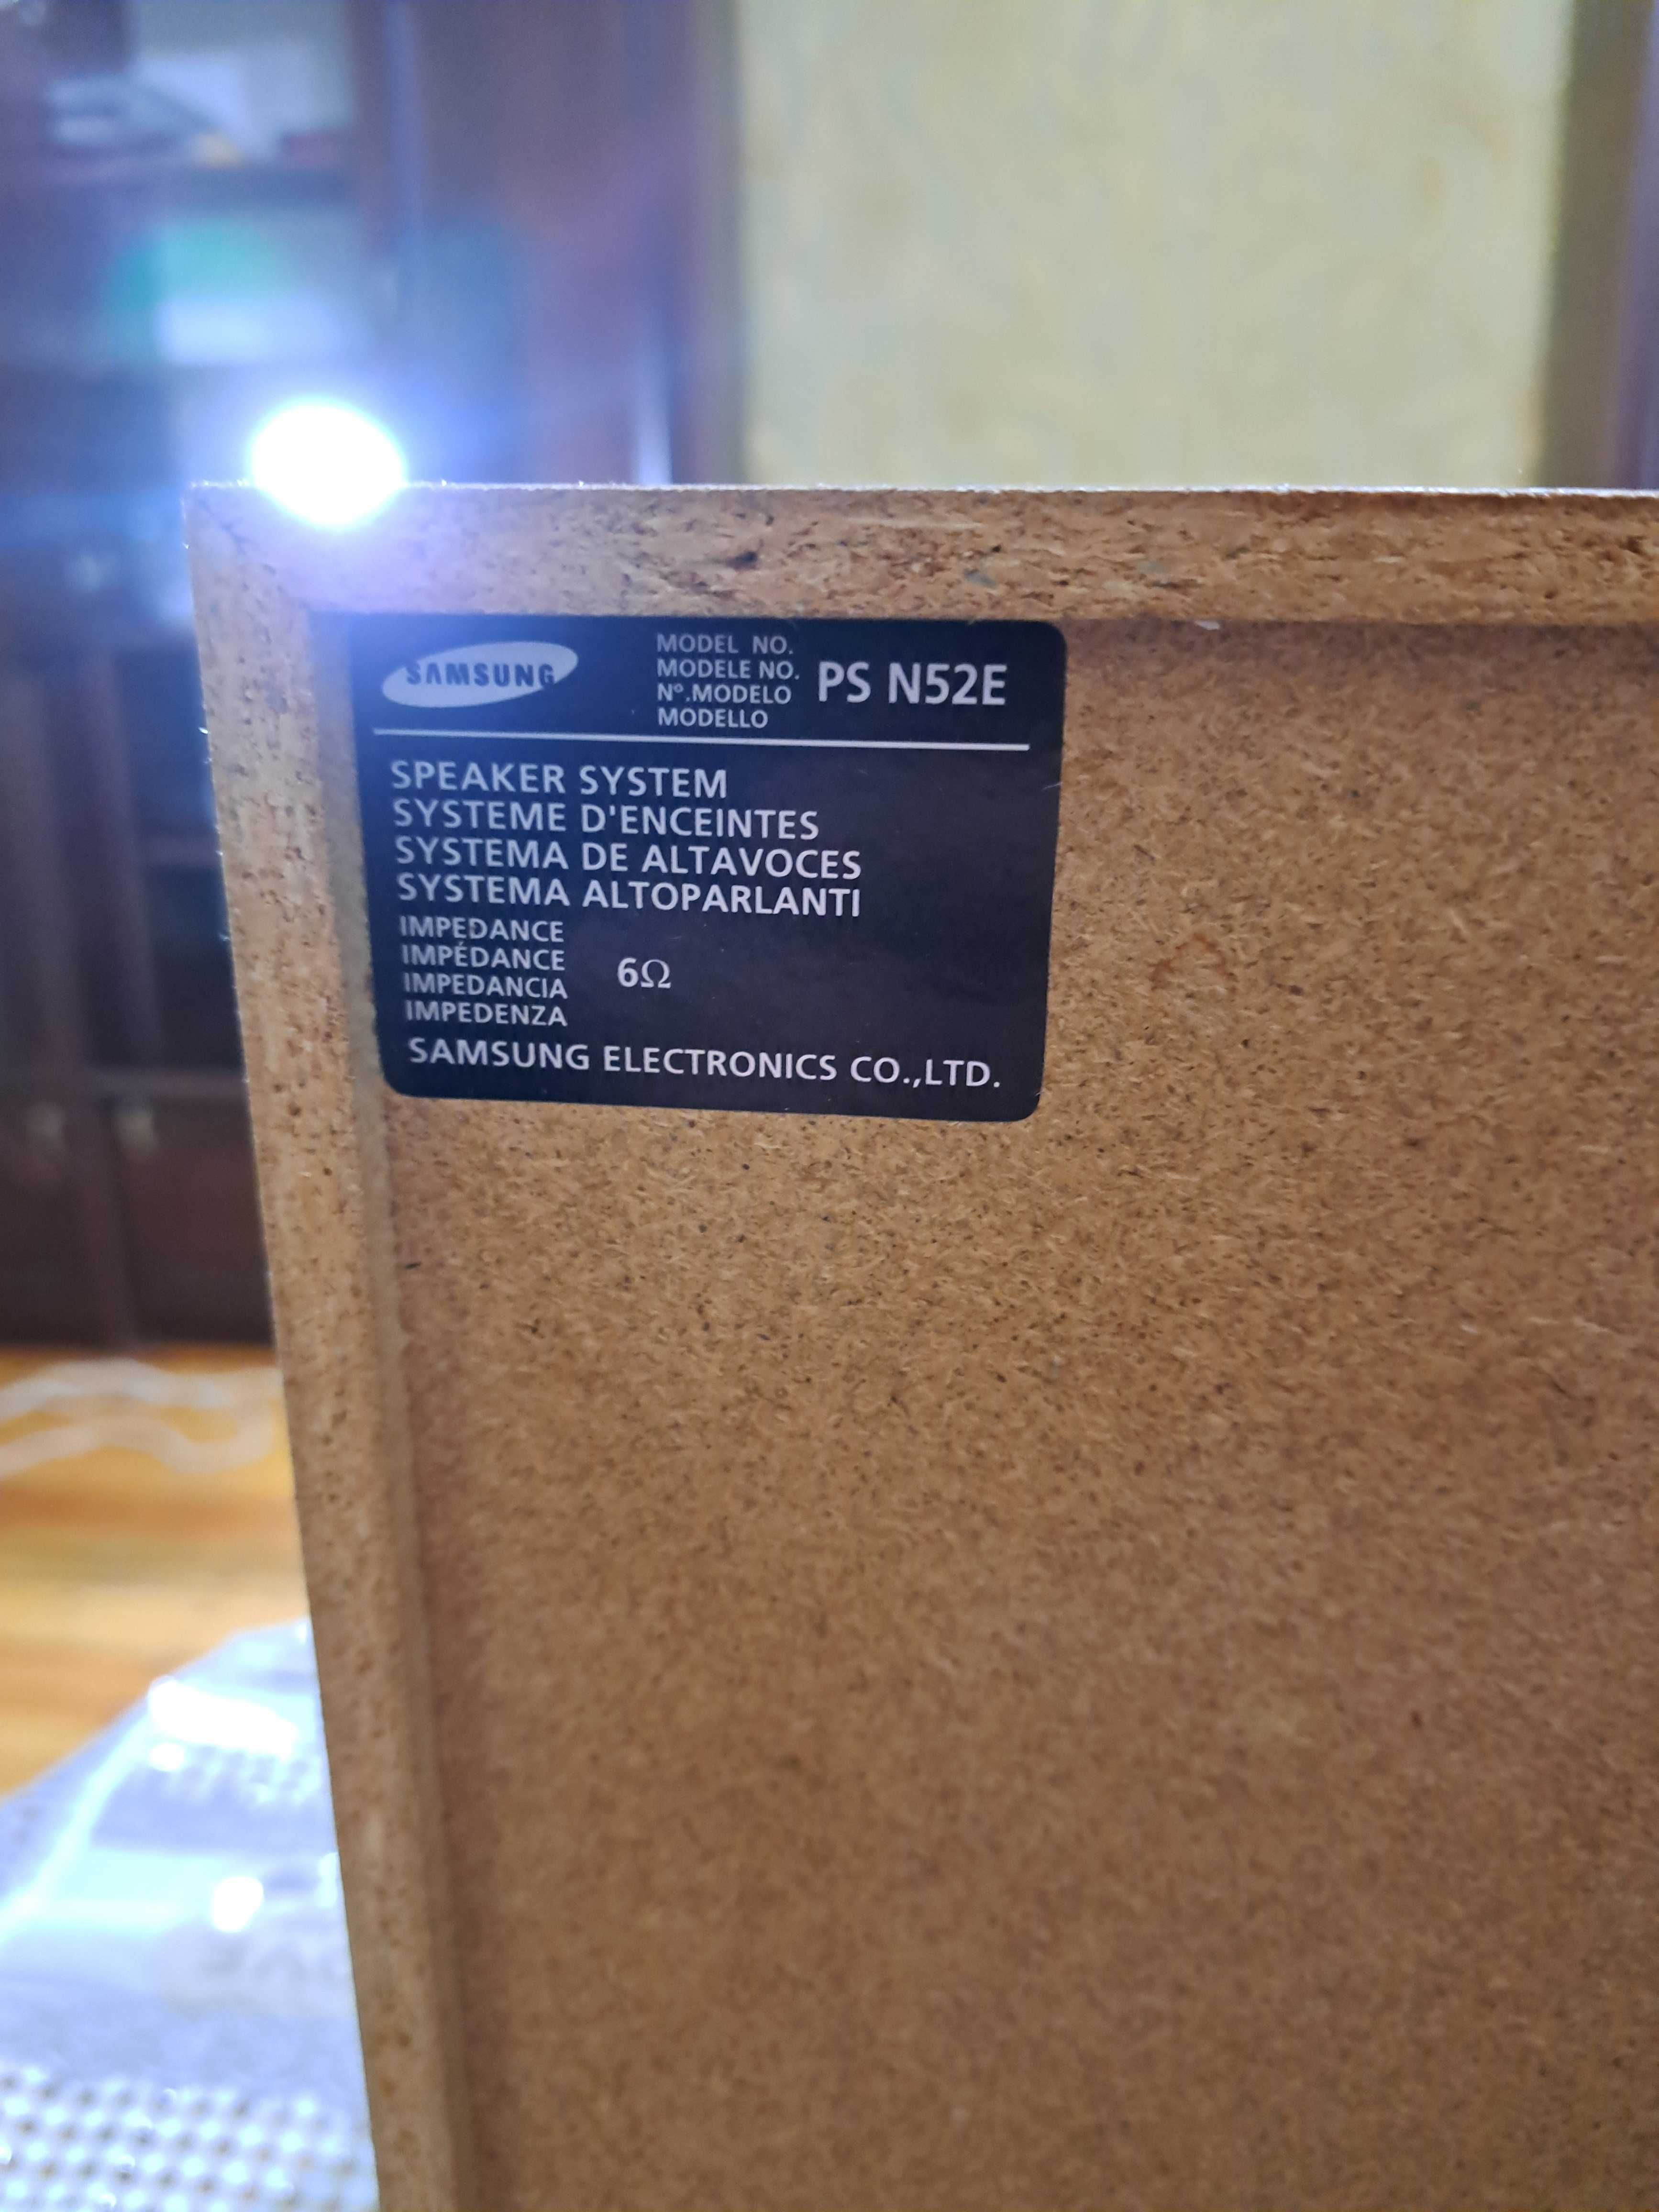 SAMSUNG
MODEL NO.
MODELE NO.
Nº.MODELO
MODELLO
PS N52E
SPEAKER SYSTEM
SYSTEME D'ENCEINTES
SYSTEMA DE ALTAVOCES
SYSTEMA ALTOPARLANTI
IMPEDANCE
IMPÉDANCE
IMPEDANCIA
IMPEDENZA
6Ω
SAMSUNG ELECTRONICS CO.,LTD.